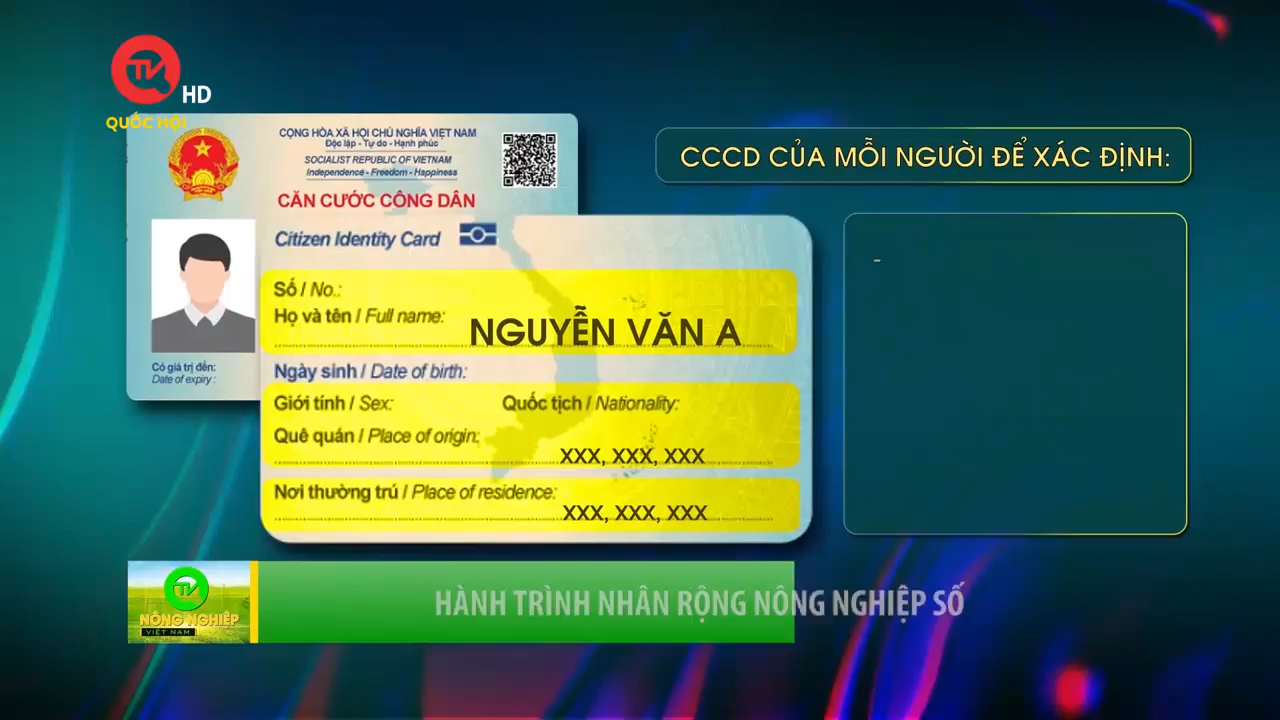 TV HD
QUỐC HỘI
CỘNG HÒA XÃ HỘI CHỦ NGHĨA VIỆT NAM
Độc lập - Tự do - Hạnh phúc
SOCIALIST REPUBLIC OF VIETNAM
Independence - Freedom - Happiness
CĂN CƯỚC CÔNG DÂN
Citizen Identity Card
Số / No.:
Họ và tên / Full name:
NGUYỄN VĂN A
Ngày sinh / Date of birth:
Giới tính / Sex: Quốc tịch / Nationality:
Quê quán / Place of origin:
XXX, XXX, XXX
Nơi thường trú / Place of residence:
XXX, XXX, XXX
Có giá trị đến:
Date of expiry :
CCCD CỦA MỖI NGƯỜI ĐỂ XÁC ĐỊNH:
-
TV
NÔNG NGHIỆP
VIỆT NAM
HÀNH TRÌNH NHÂN RỘNG NÔNG NGHIỆP SỐ